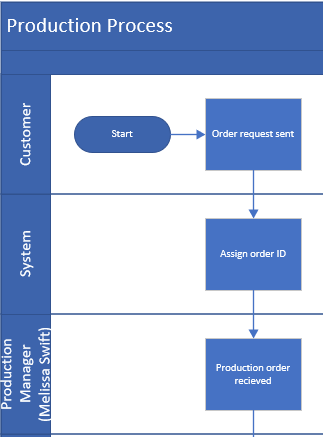 Production Process
Customer
Start
Order request sent
System
Assign order ID
Production
Manager
(Melissa Swift)
Production order
recieved